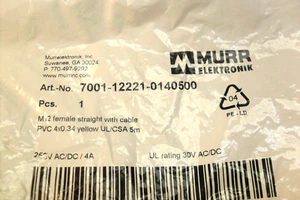 Murrelektronik, Inc.
Suwanee, GA 30024
P. 770-497-9292
www.murrinc.com
MURR
ELEKTRONIK
Art.-No. 7001-12221-0140500
Pcs. 1
M12 female straight with cable
PVC 4x0.34 yellow UL/CSA 5m
04
PE-LD
250V AC/DC / 4A
UL rating 30V AC/DC